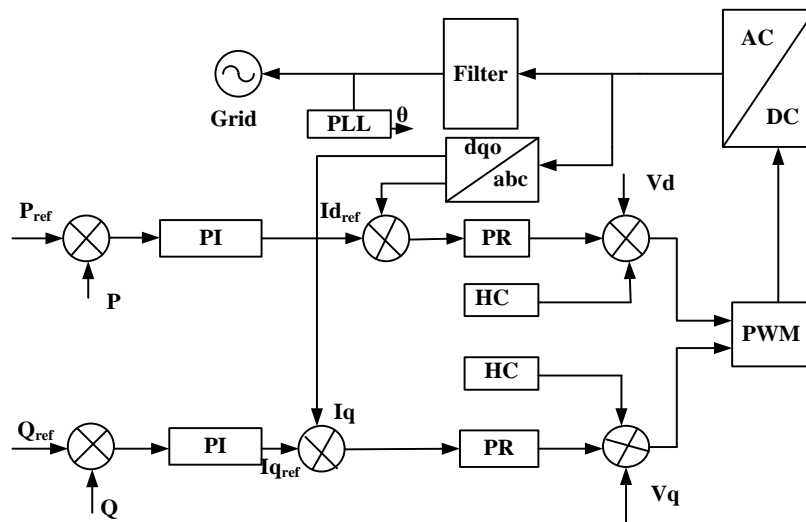 AC
DC
Filter
Grid
PLL
θ
dqo
abc
Vd
Pref
PI
Idref
PR
P
HC
PWM
HC
Qref
PI
Iq
Iqref
PR
Q
Vq